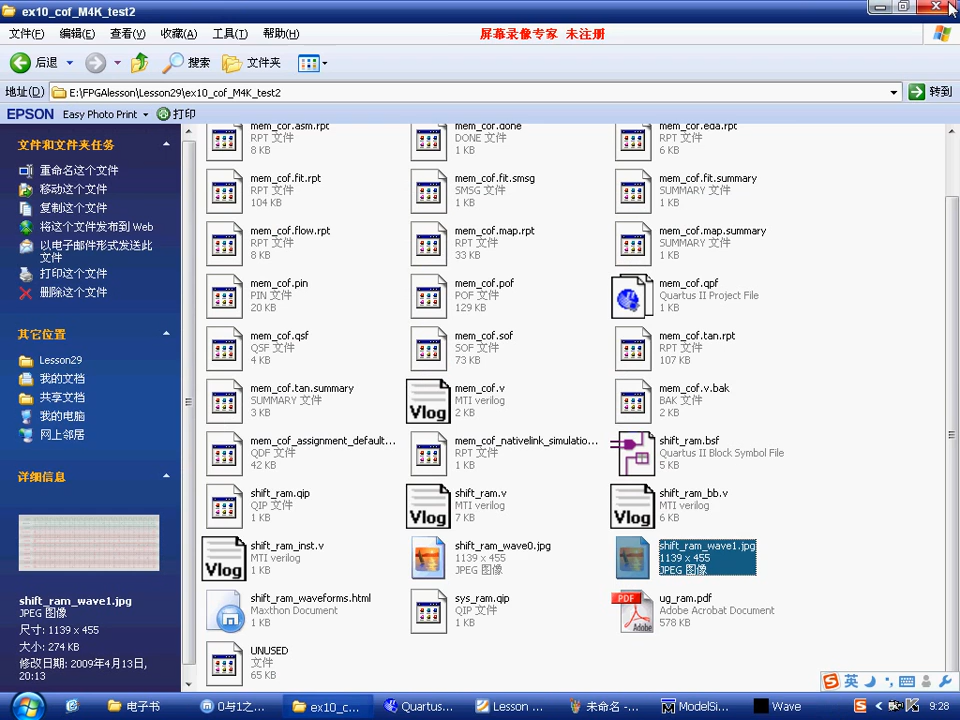 ex10_cof_M4K_test2
文件(F) 编辑(E) 查看(V) 收藏(A) 工具(T) 帮助(H)
屏幕录像专家 未注册
后退 搜索 文件夹
地址(D) E:\FPGAlesson\Lesson29\ex10_cof_M4K_test2 转到
EPSON Easy Photo Print 打印
文件和文件夹任务
重命名这个文件
移动这个文件
复制这个文件
将这个文件发布到 Web
以电子邮件形式发送此
文件
打印这个文件
删除这个文件
其它位置
Lesson29
我的文档
共享文档
我的电脑
网上邻居
详细信息
shift_ram_wave1.jpg
JPEG 图像
尺寸: 1139 x 455
大小: 274 KB
修改日期: 2009年4月13日,
20:13
mem_cof.asm.rpt
RPT 文件
8 KB
mem_cof.done
DONE 文件
1 KB
mem_cof.eda.rpt
RPT 文件
6 KB
mem_cof.fit.rpt
RPT 文件
104 KB
mem_cof.fit.smsg
SMSG 文件
1 KB
mem_cof.fit.summary
SUMMARY 文件
1 KB
mem_cof.flow.rpt
RPT 文件
8 KB
mem_cof.map.rpt
RPT 文件
33 KB
mem_cof.map.summary
SUMMARY 文件
1 KB
mem_cof.pin
PIN 文件
20 KB
mem_cof.pof
POF 文件
129 KB
mem_cof.qpf
Quartus II Project File
1 KB
mem_cof.qsf
QSF 文件
4 KB
mem_cof.sof
SOF 文件
73 KB
mem_cof.tan.rpt
RPT 文件
107 KB
mem_cof.tan.summary
SUMMARY 文件
3 KB
Vlog
mem_cof.v
MTI verilog
2 KB
mem_cof.v.bak
BAK 文件
2 KB
mem_cof_assignment_default...
QDF 文件
42 KB
mem_cof_nativelink_simulatio...
RPT 文件
1 KB
shift_ram.bsf
Quartus II Block Symbol File
5 KB
shift_ram.qip
QIP 文件
1 KB
Vlog
shift_ram.v
MTI verilog
7 KB
Vlog
shift_ram_bb.v
MTI verilog
6 KB
Vlog
shift_ram_inst.v
MTI verilog
1 KB
shift_ram_wave0.jpg
1139 x 455
JPEG 图像
shift_ram_wave1.jpg
1139 x 455
JPEG 图像
shift_ram_waveforms.html
Maxthon Document
1 KB
sys_ram.qip
QIP 文件
1 KB
PDF
Adobe
ug_ram.pdf
Adobe Acrobat Document
578 KB
UNUSED
文件
65 KB
英
电子书 0与1之... ex10_c... Quartus... Lesson ... 未命名 -... ModelSi... Wave 9:28